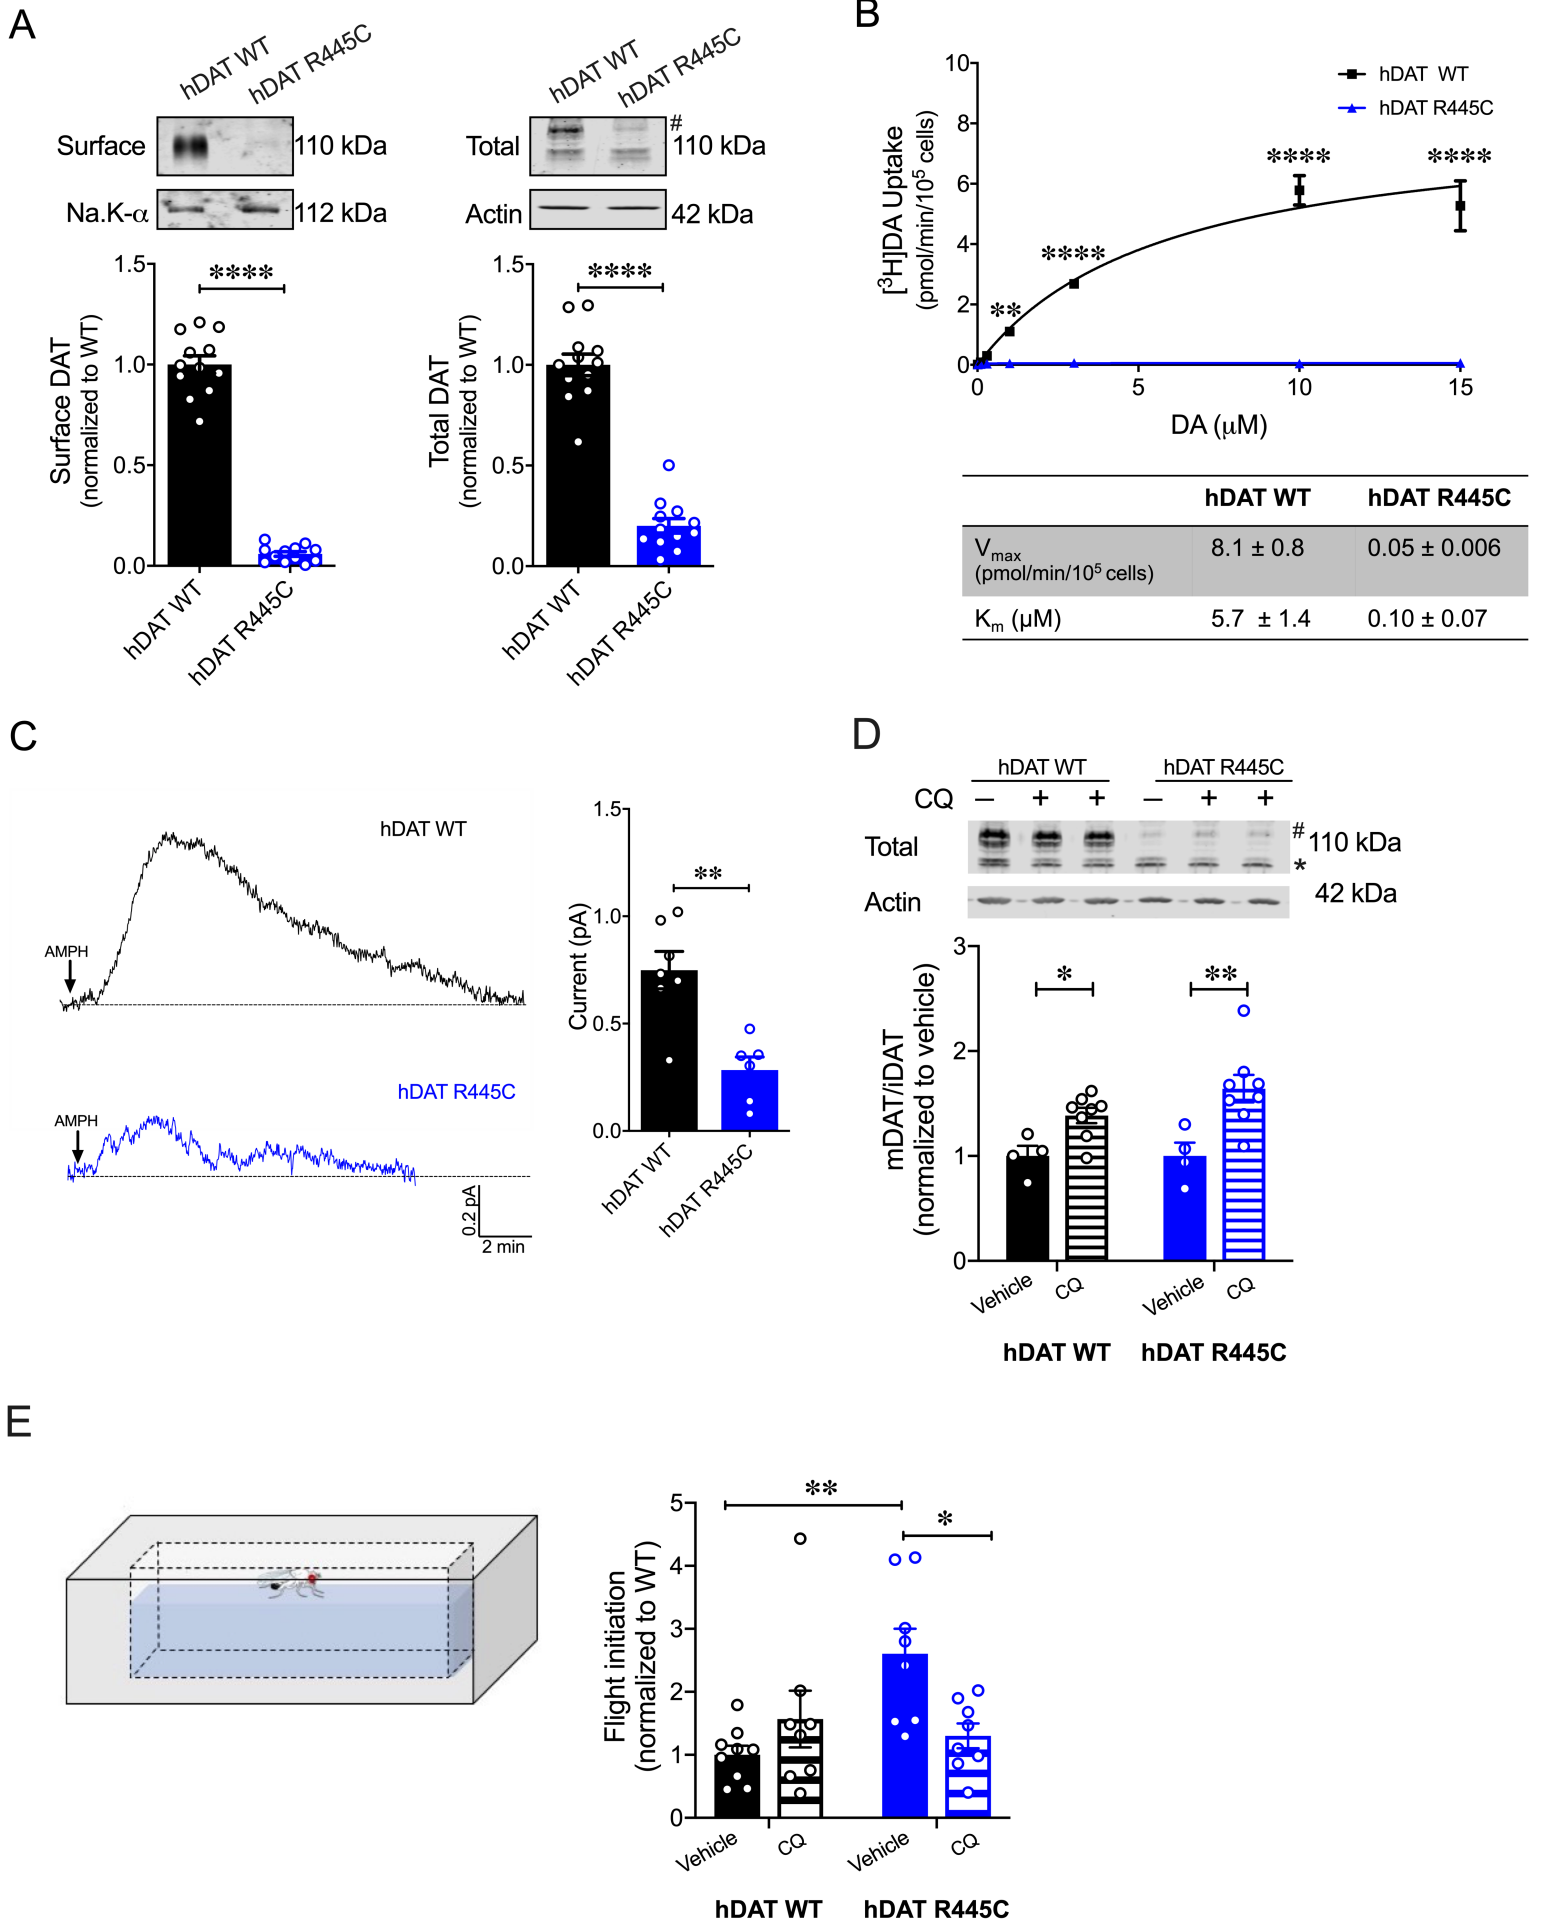 A
hDAT WT
hDAT R445C
Surface
110 kDa
Na.K-α
112 kDa
hDAT WT
hDAT R445C
Total
#
110 kDa
Actin
42 kDa
Surface DAT
(normalized to WT)
1.5
1.0
0.5
0.0
****
hDAT WT
hDAT R445C
Total DAT
(normalized to WT)
1.5
1.0
0.5
0.0
****
hDAT WT
hDAT R445C
B
[³H]DA Uptake
(pmol/min/10⁵ cells)
10
8
6
4
2
0
hDAT WT
hDAT R445C
**
****
****
****
0
5
10
15
DA (μM)
hDAT WT hDAT R445C
Vmax 8.1 ± 0.8 0.05 ± 0.006
(pmol/min/10⁵ cells)
Km (μM) 5.7 ± 1.4 0.10 ± 0.07
C
hDAT WT
AMPH
hDAT R445C
AMPH
0.2 pA
2 min
Current (pA)
1.5
1.0
0.5
0.0
**
hDAT WT
hDAT R445C
D
hDAT WT
hDAT R445C
CQ – + + – + +
Total
#
110 kDa
*
Actin
42 kDa
mDAT/iDAT
(normalized to vehicle)
3
2
1
0
*
**
Vehicle
CQ
Vehicle
CQ
hDAT WT
hDAT R445C
E
Flight initiation
(normalized to WT)
5
4
3
2
1
0
**
*
Vehicle
CQ
Vehicle
CQ
hDAT WT
hDAT R445C